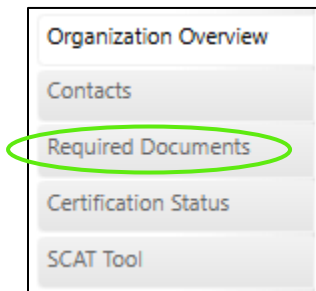 Organization Overview
Contacts
Required Documents
Certification Status
SCAT Tool